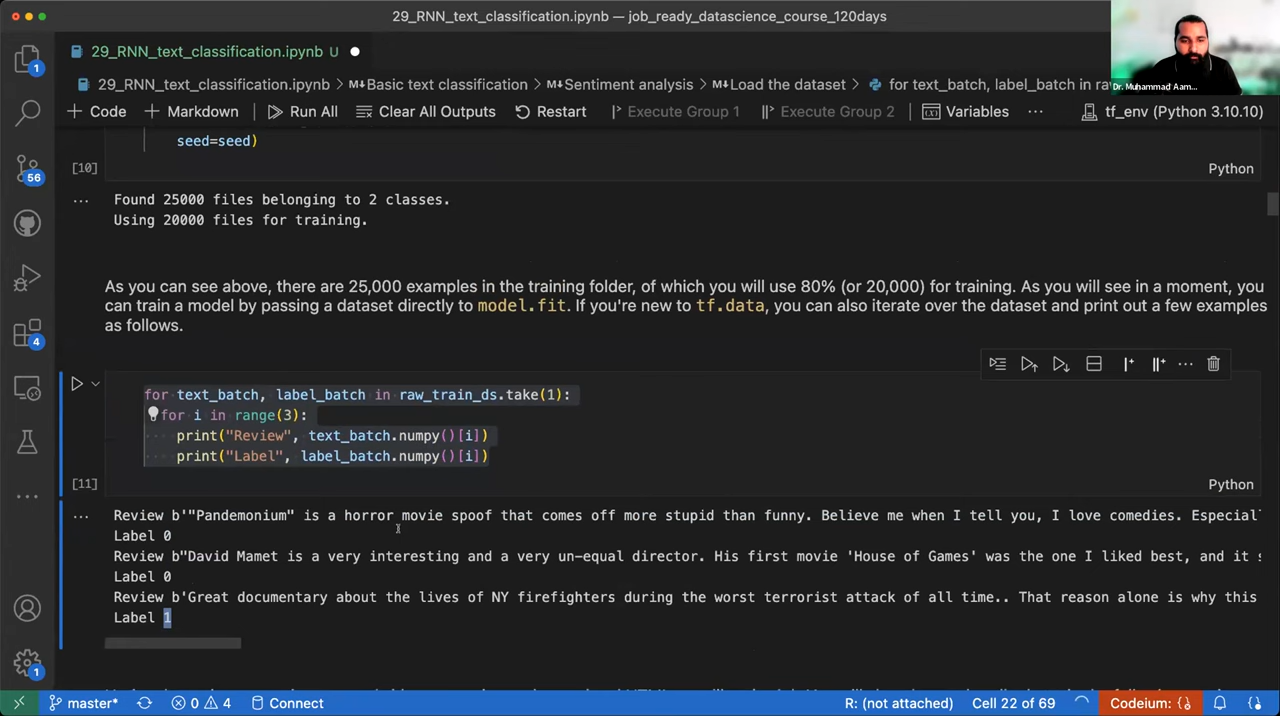 29_RNN_text_classification.ipynb — job_ready_datascience_course_120days
29_RNN_text_classification.ipynb U
29_RNN_text_classification.ipynb > Basic text classification > Sentiment analysis > Load the dataset > for text_batch, label_batch in ra
Dr. Muhammad Aam...
+ Code + Markdown Run All Clear All Outputs Restart Execute Group 1 Execute Group 2 Variables ... tf_env (Python 3.10.10)
seed=seed)
[10] Python
Found 25000 files belonging to 2 classes.
Using 20000 files for training.
As you can see above, there are 25,000 examples in the training folder, of which you will use 80% (or 20,000) for training. As you will see in a moment, you
can train a model by passing a dataset directly to model.fit. If you're new to tf.data, you can also iterate over the dataset and print out a few examples
as follows.
for text_batch, label_batch in raw_train_ds.take(1):
for i in range(3):
print("Review", text_batch.numpy()[i])
print("Label", label_batch.numpy()[i])
[11] Python
Review b'"Pandemonium" is a horror movie spoof that comes off more stupid than funny. Believe me when I tell you, I love comedies. Especial
Label 0
Review b"David Mamet is a very interesting and a very un-equal director. His first movie 'House of Games' was the one I liked best, and it s
Label 0
Review b'Great documentary about the lives of NY firefighters during the worst terrorist attack of all time.. That reason alone is why this
Label 1
1
56
4
1
master* 0 4 Connect R: (not attached) Cell 22 of 69 Codeium: {}